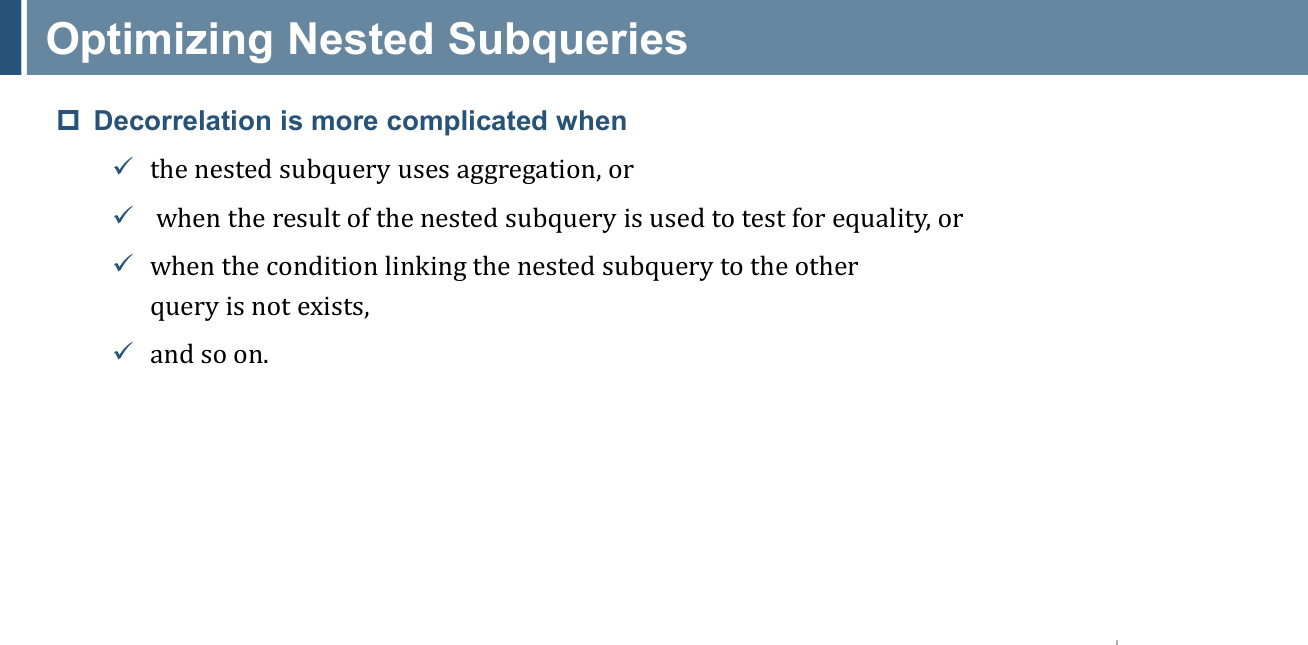 Optimizing Nested Subqueries
Decorrelation is more complicated when
the nested subquery uses aggregation, or
when the result of the nested subquery is used to test for equality, or
when the condition linking the nested subquery to the other
query is not exists,
and so on.